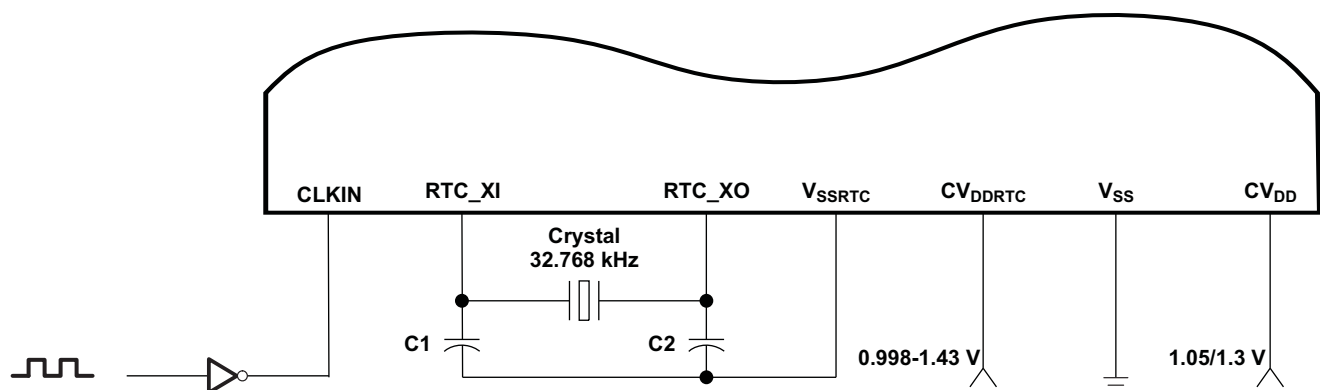 CLKIN
RTC_XI
RTC_XO
VSSRTC
CVDDRTC
VSS
CVDD
Crystal
32.768 kHz
C1
C2
0.998-1.43 V
1.05/1.3 V